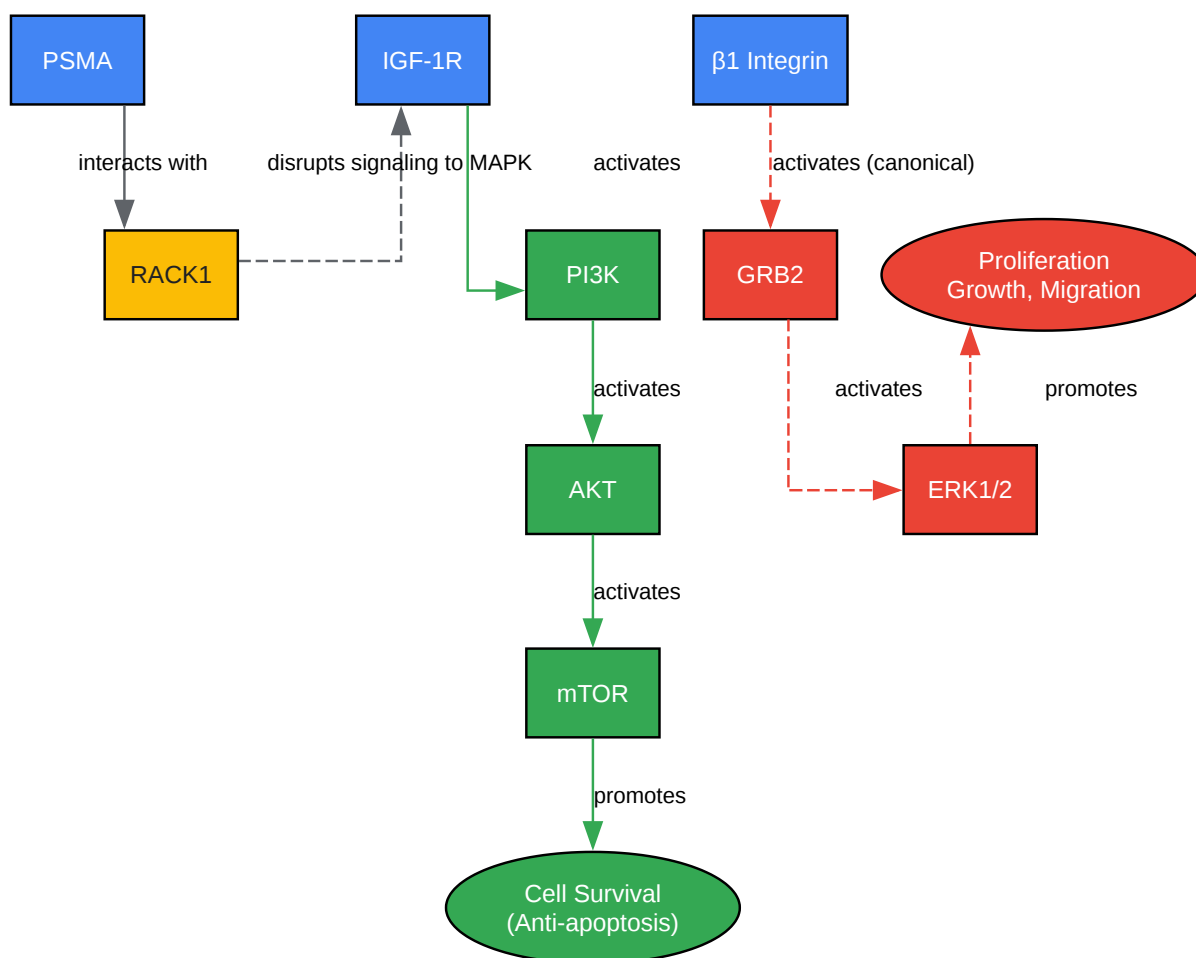 PSMA
IGF-1R
β1 Integrin
interacts with
disrupts signaling to MAPK
activates
activates (canonical)
RACK1
PI3K
GRB2
Proliferation
Growth, Migration
activates
activates
promotes
AKT
ERK1/2
activates
mTOR
promotes
Cell Survival
(Anti-apoptosis)